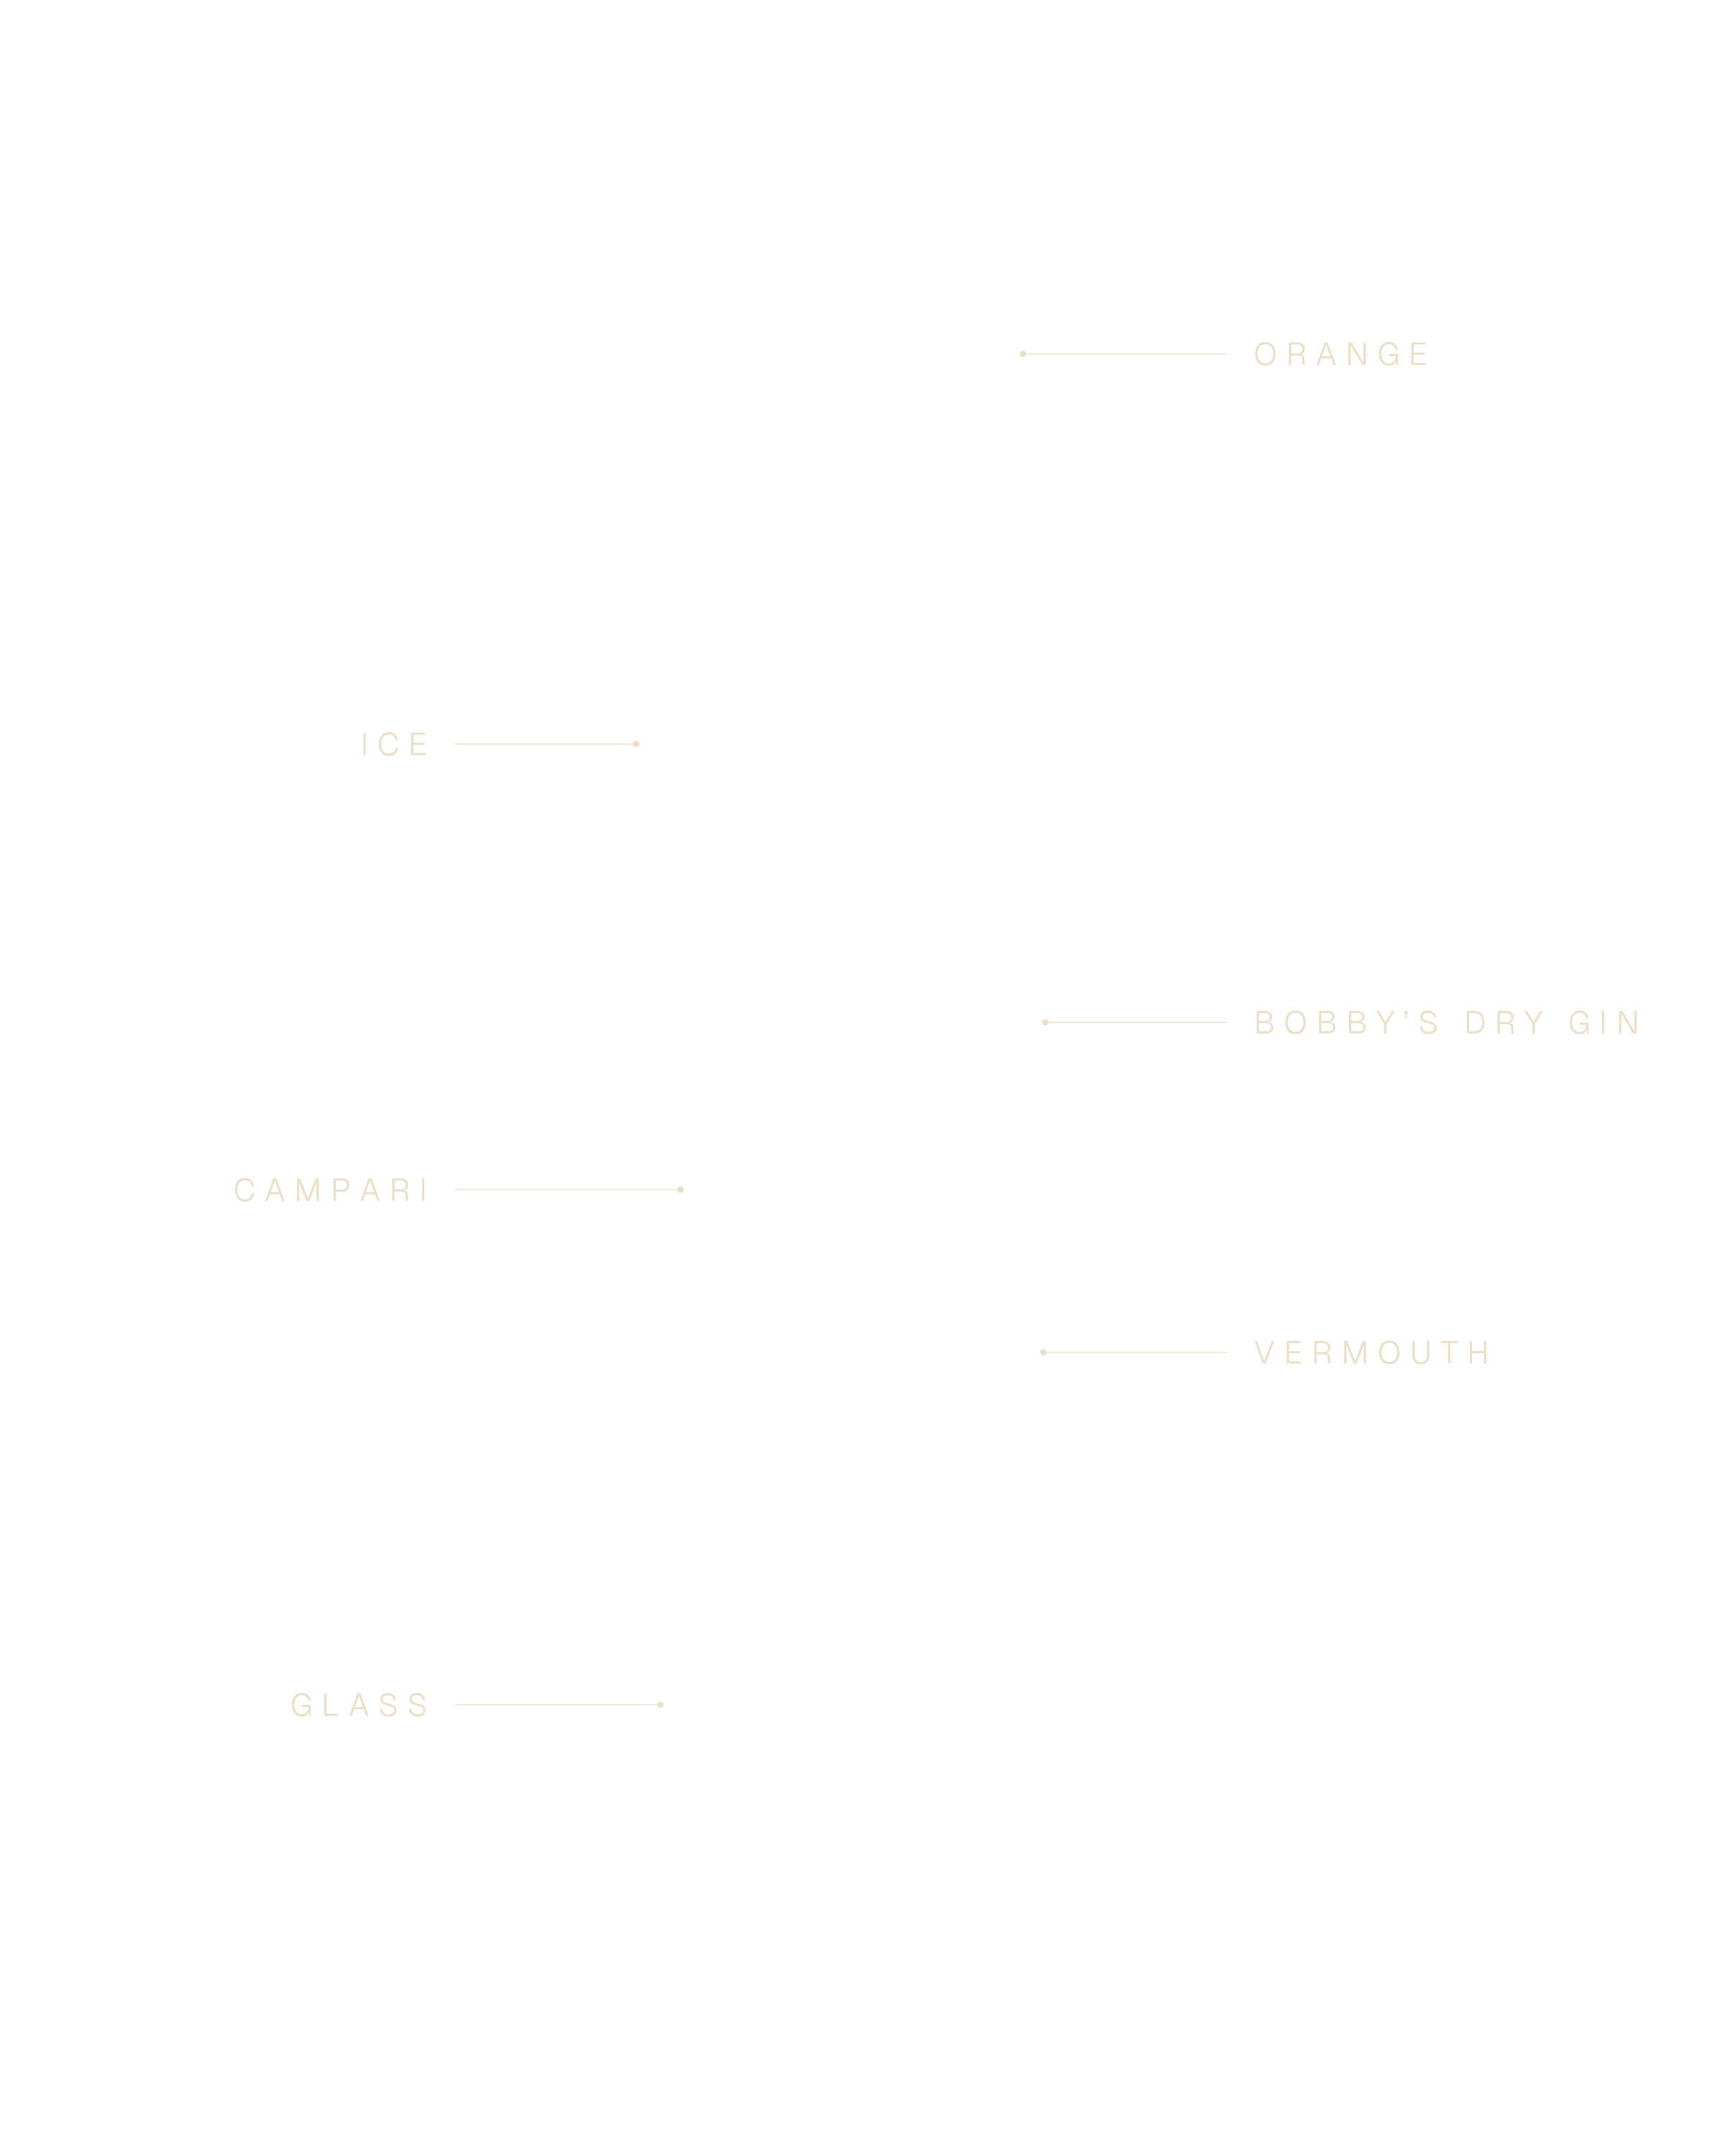 ORANGE
ICE
BOBBY’S DRY GIN
CAMPARI
VERMOUTH
GLASS